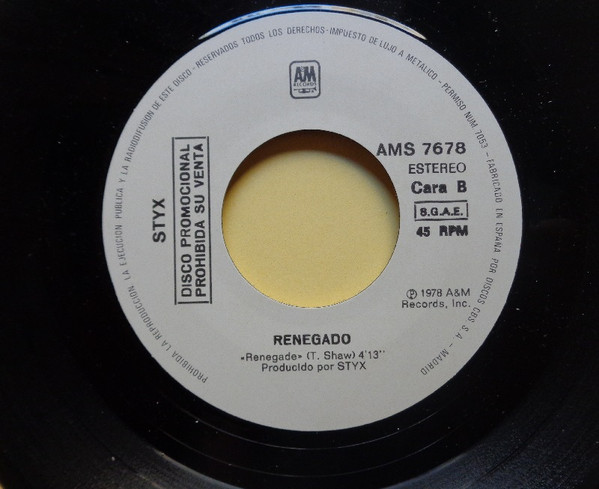 PROHIBIDA LA REPRODUCCION, LA EJECUCION PUBLICA Y LA RADIODIFUSION DE ESTE DISCO - RESERVADOS TODOS LOS DERECHOS - IMPUESTO DE LUJO A METALICO - PERMISO NUM. 7053 - FABRICADO EN ESPAÑA POR DISCOS CBS S.A. - MADRID
A&M
RECORDS
STYX
DISCO PROMOCIONAL
PROHIBIDA SU VENTA
AMS 7678
ESTEREO
Cara B
S.G.A.E.
45 RPM
℗ 1978 A&M
Records, Inc.
RENEGADO
«Renegade» (T. Shaw) 4'13''
Producido por STYX